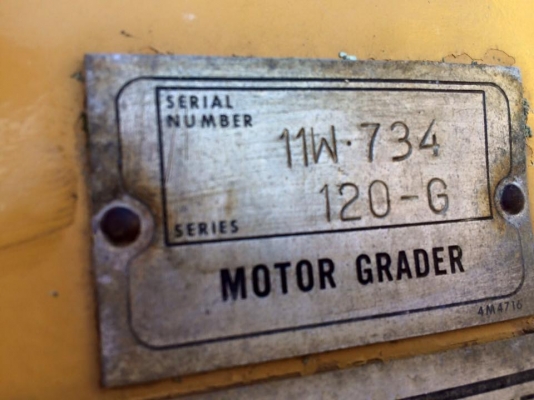 SERIAL
NUMBER
11W·734
120-G
SERIES
MOTOR GRADER
4M4716